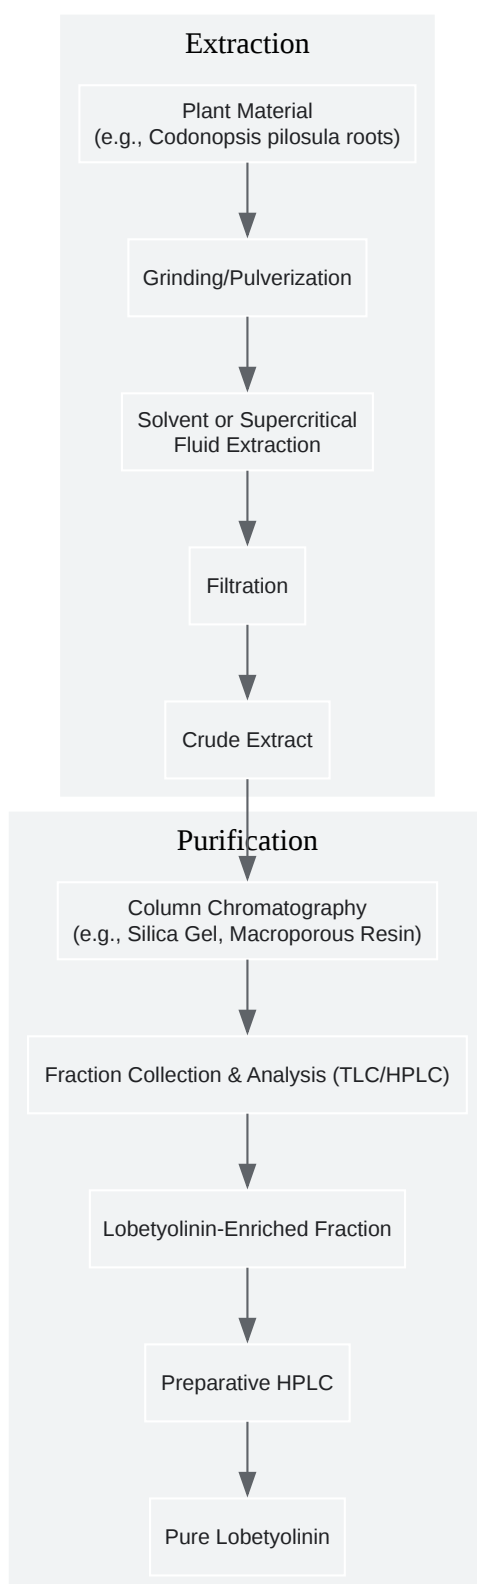 Extraction
Plant Material
(e.g., Codonopsis pilosula roots)
Grinding/Pulverization
Solvent or Supercritical
Fluid Extraction
Filtration
Crude Extract
Purification
Column Chromatography
(e.g., Silica Gel, Macroporous Resin)
Fraction Collection & Analysis (TLC/HPLC)
Lobetyolinin-Enriched Fraction
Preparative HPLC
Pure Lobetyolinin